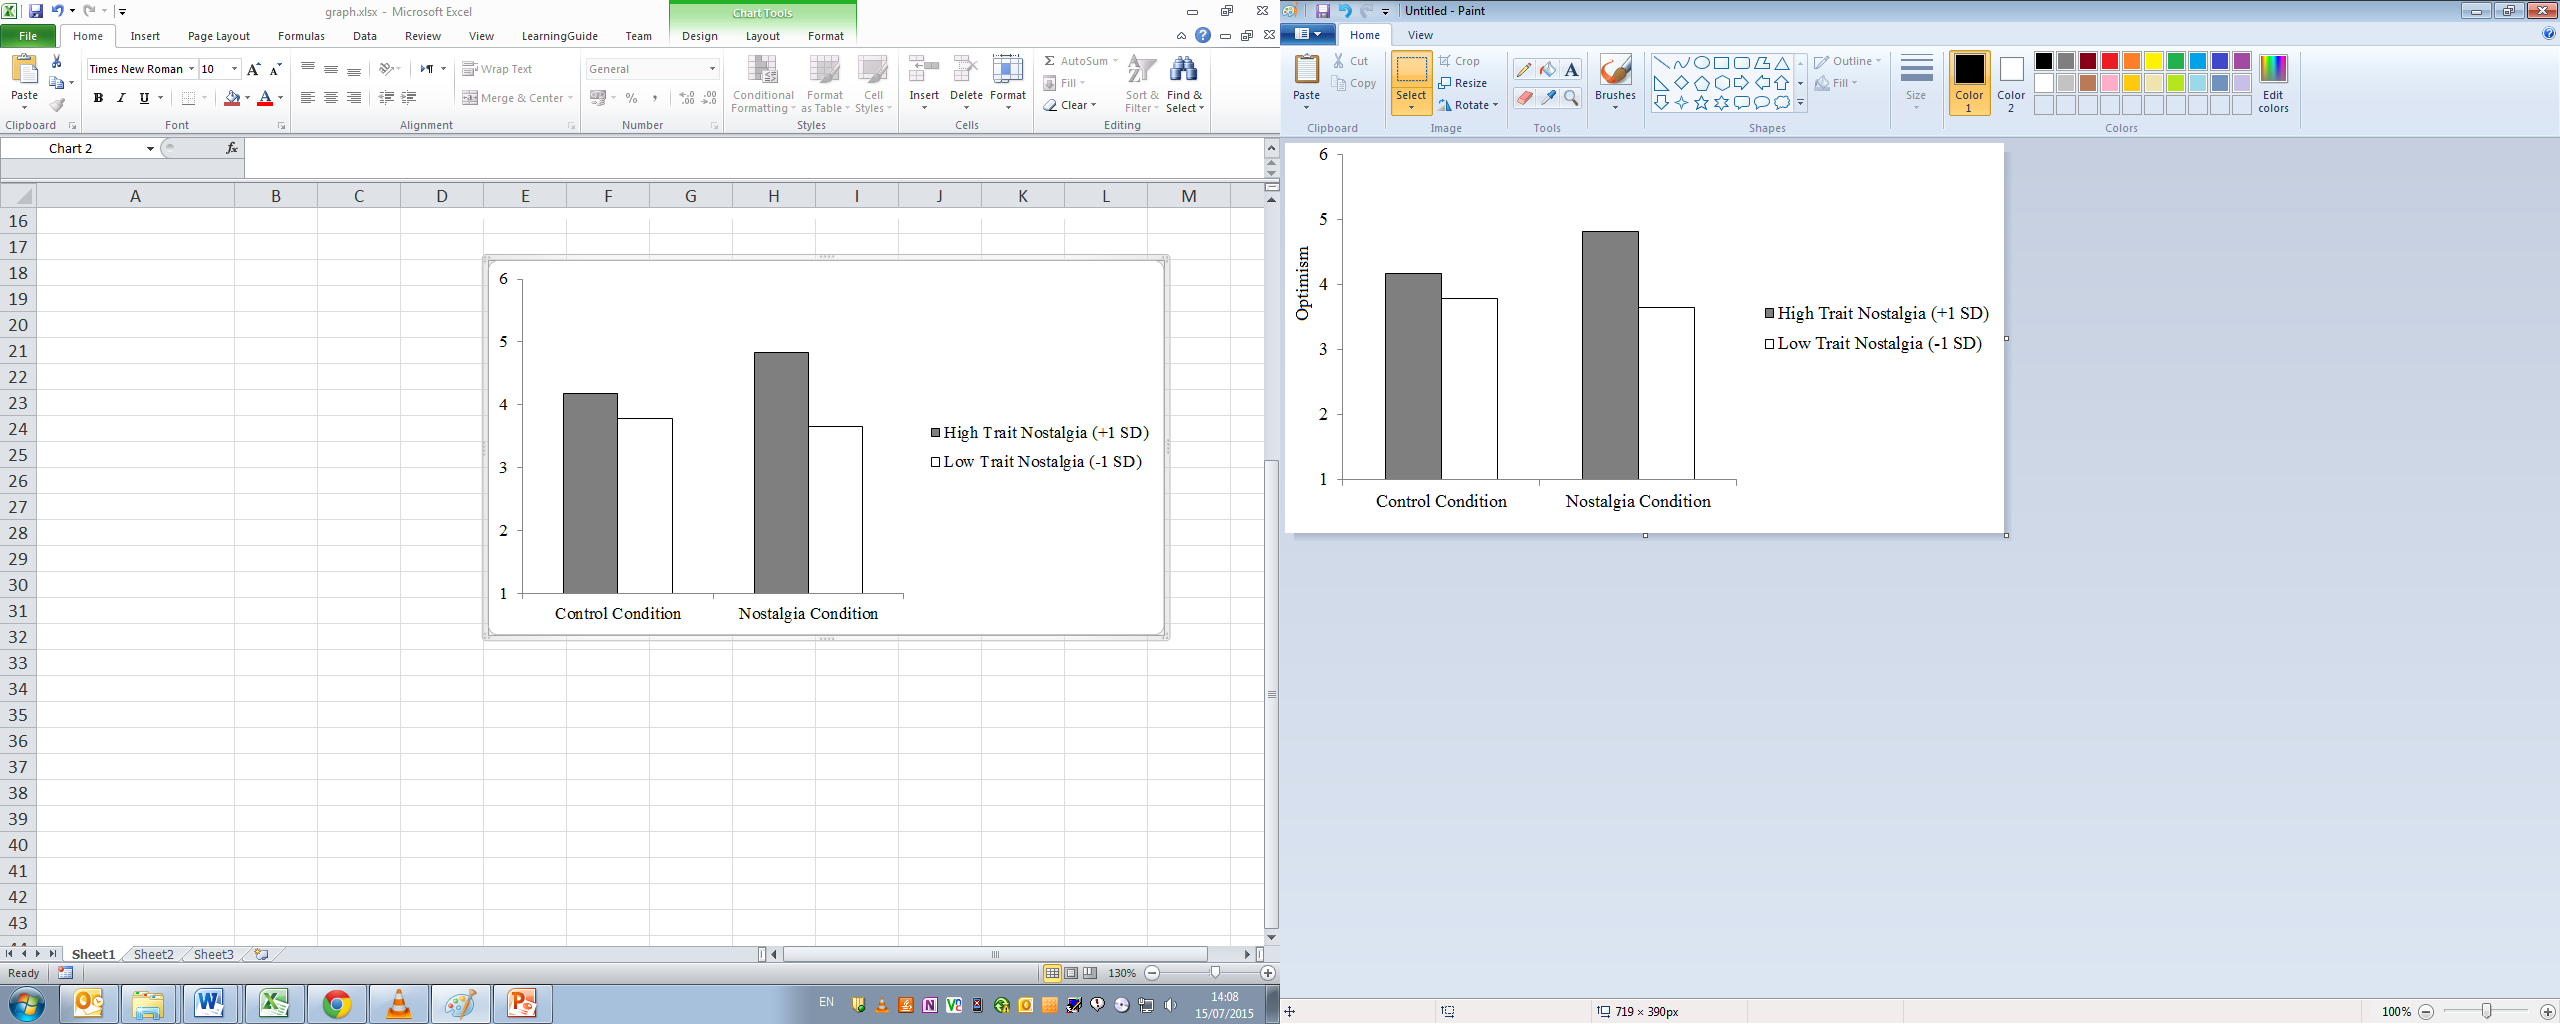 graph.xlsx - Microsoft Excel
Chart Tools
File Home Insert Page Layout Formulas Data Review View LearningGuide Team Design Layout Format
Paste
Times New Roman 10
B I U
Wrap Text
Merge & Center
General
%
Conditional Formatting
Format as Table
Cell Styles
Insert
Delete
Format
AutoSum
Fill
Clear
Sort & Filter
Find & Select
Clipboard Font Alignment Number Styles Cells Editing
Chart 2
fx
A B C D E F G H I J K L M
16
17
18
19
20
21
22
23
24
25
26
27
28
29
30
31
32
33
34
35
36
37
38
39
40
41
42
43
6
5
4
3
2
1
Control Condition Nostalgia Condition
High Trait Nostalgia (+1 SD)
Low Trait Nostalgia (-1 SD)
Sheet1 Sheet2 Sheet3
Ready
130%
EN
14:08
15/07/2015
Untitled - Paint
Home View
Paste
Cut
Copy
Select
Crop
Resize
Rotate
A
Brushes
Outline
Fill
Size
Color 1
Color 2
Edit colors
Clipboard Image Tools Shapes Colors
Optimism
6
5
4
3
2
1
Control Condition Nostalgia Condition
High Trait Nostalgia (+1 SD)
Low Trait Nostalgia (-1 SD)
719 × 390px
100%